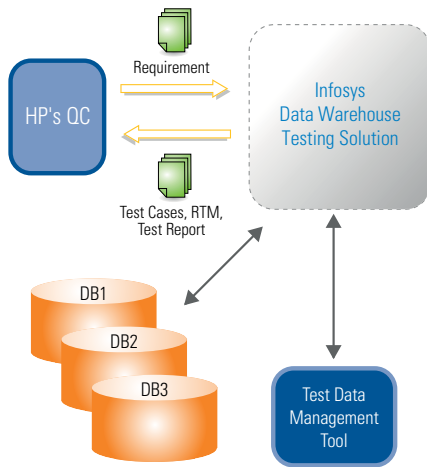 Requirement
HP's QC
Infosys
Data Warehouse
Testing Solution
Test Cases, RTM,
Test Report
DB1
DB2
DB3
Test Data
Management
Tool